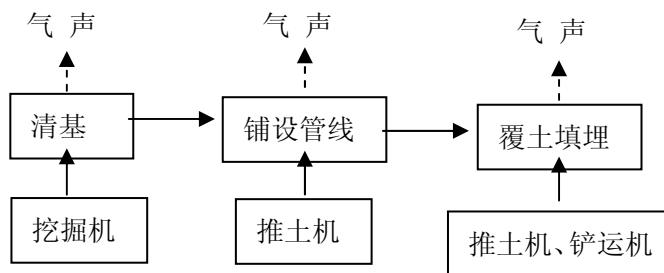 气 声
气 声
气 声
清基
铺设管线
覆土填埋
挖掘机
推土机
推土机、铲运机